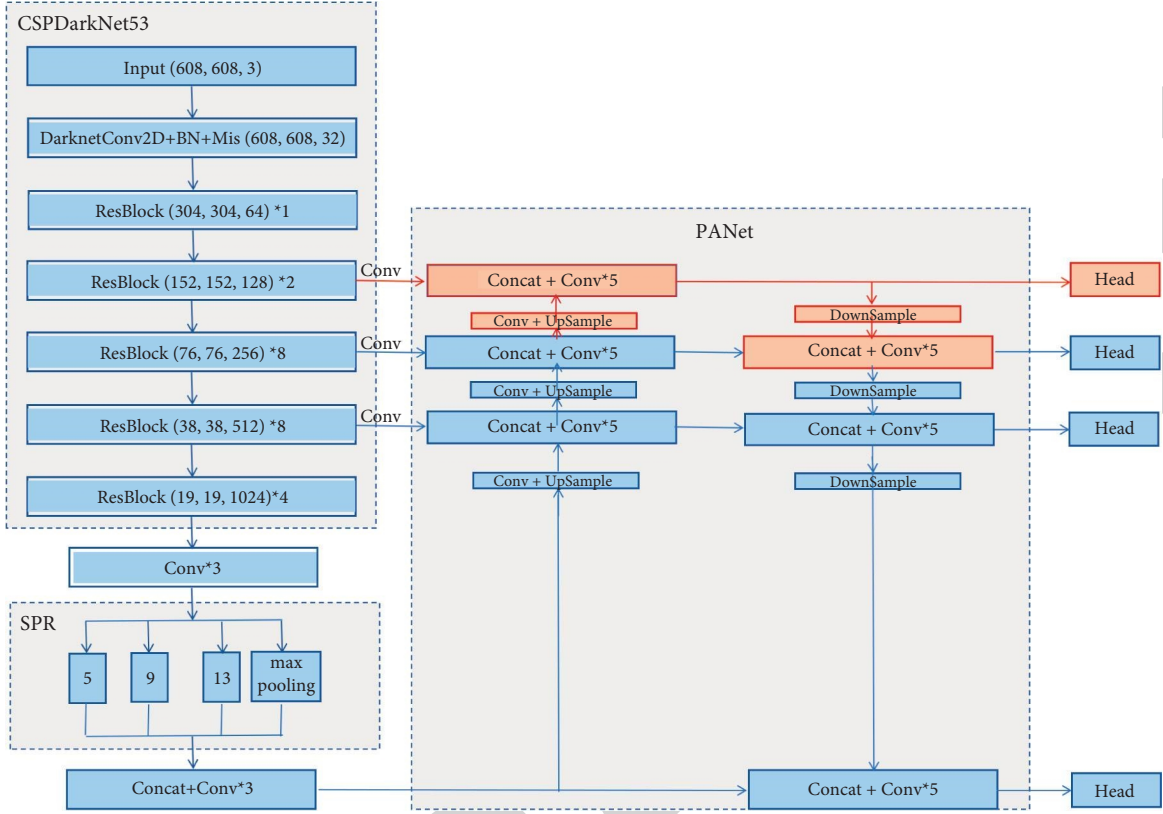 CSPDarkNet53
Input (608, 608, 3)
DarknetConv2D+BN+Mis (608, 608, 32)
ResBlock (304, 304, 64) *1
ResBlock (152, 152, 128) *2
ResBlock (76, 76, 256) *8
ResBlock (38, 38, 512) *8
ResBlock (19, 19, 1024)*4
Conv*3
SPR
5
9
13
max
pooling
Concat+Conv*3
Conv
Conv
Conv
PANet
Concat + Conv*5
Conv + UpSample
Concat + Conv*5
Conv + UpSample
Concat + Conv*5
Conv + UpSample
DownSample
Concat + Conv*5
DownSample
Concat + Conv*5
DownSample
Concat + Conv*5
Head
Head
Head
Head